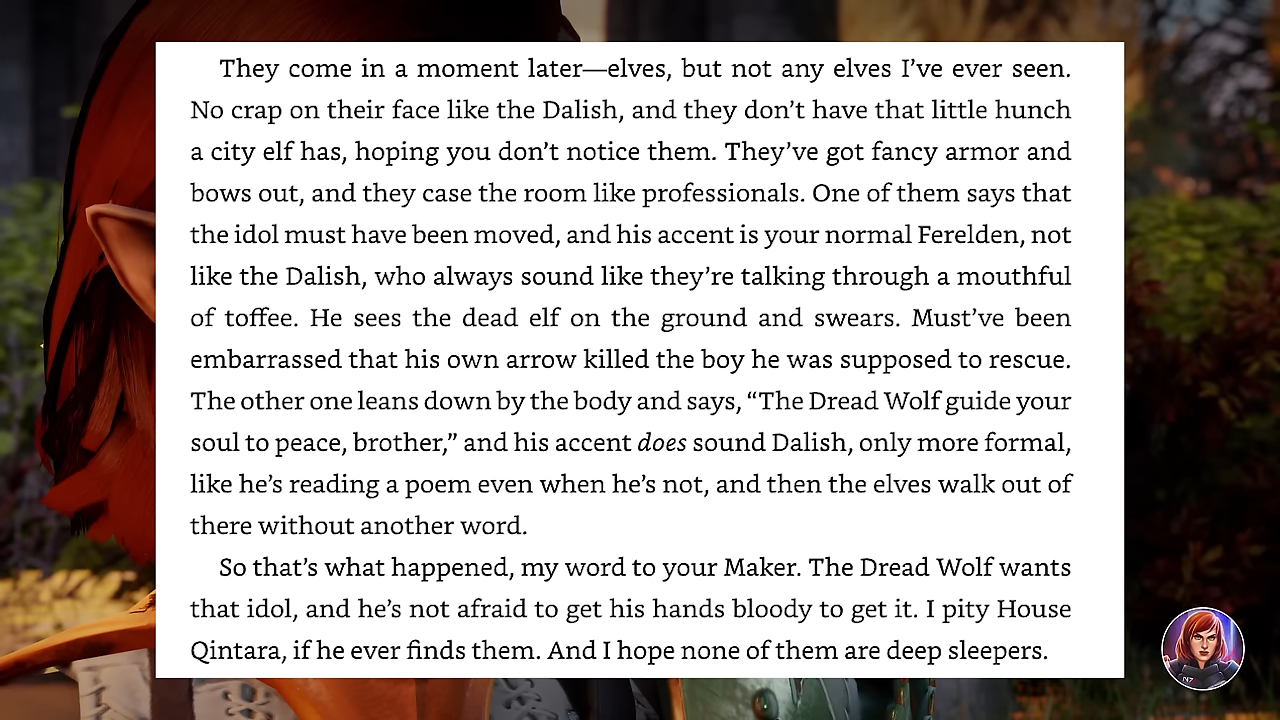 They come in a moment later—elves, but not any elves I’ve ever seen.
No crap on their face like the Dalish, and they don’t have that little hunch
a city elf has, hoping you don’t notice them. They’ve got fancy armor and
bows out, and they case the room like professionals. One of them says that
the idol must have been moved, and his accent is your normal Ferelden, not
like the Dalish, who always sound like they’re talking through a mouthful
of toffee. He sees the dead elf on the ground and swears. Must’ve been
embarrassed that his own arrow killed the boy he was supposed to rescue.
The other one leans down by the body and says, “The Dread Wolf guide your
soul to peace, brother,” and his accent does sound Dalish, only more formal,
like he’s reading a poem even when he’s not, and then the elves walk out of
there without another word.
So that’s what happened, my word to your Maker. The Dread Wolf wants
that idol, and he’s not afraid to get his hands bloody to get it. I pity House
Qintara, if he ever finds them. And I hope none of them are deep sleepers.
N7